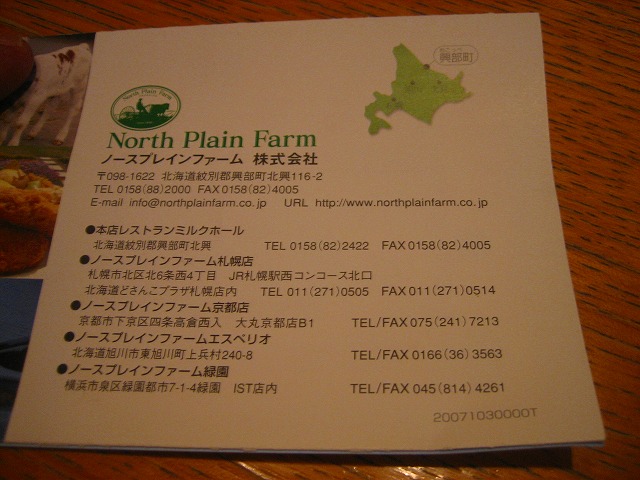 興部町
North Plain Farm
North Plain Farm
ノースプレインファーム 株式会社
〒098-1622 北海道紋別郡興部町北興116-2
TEL 0158(88)2000 FAX 0158(82)4005
E-mail info@northplainfarm.co.jp URL http://www.northplainfarm.co.jp
●本店レストランミルクホール
北海道紋別郡興部町北興 TEL 0158(82)2422 FAX 0158(82)4005
●ノースプレインファーム札幌店
札幌市北区北6条西4丁目 JR札幌駅西コンコース北口
北海道どさんこプラザ札幌店内 TEL 011(271)0505 FAX 011(271)0514
●ノースプレインファーム京都店
京都市下京区四条高倉西入 大丸京都店B1 TEL/FAX 075(241)7213
●ノースプレインファームエスペリオ
北海道旭川市東旭川町上兵村240-8 TEL/FAX 0166(36)3563
●ノースプレインファーム緑園
横浜市泉区緑園都市7-1-4緑園 IST店内 TEL/FAX 045(814)4261
20071030000T